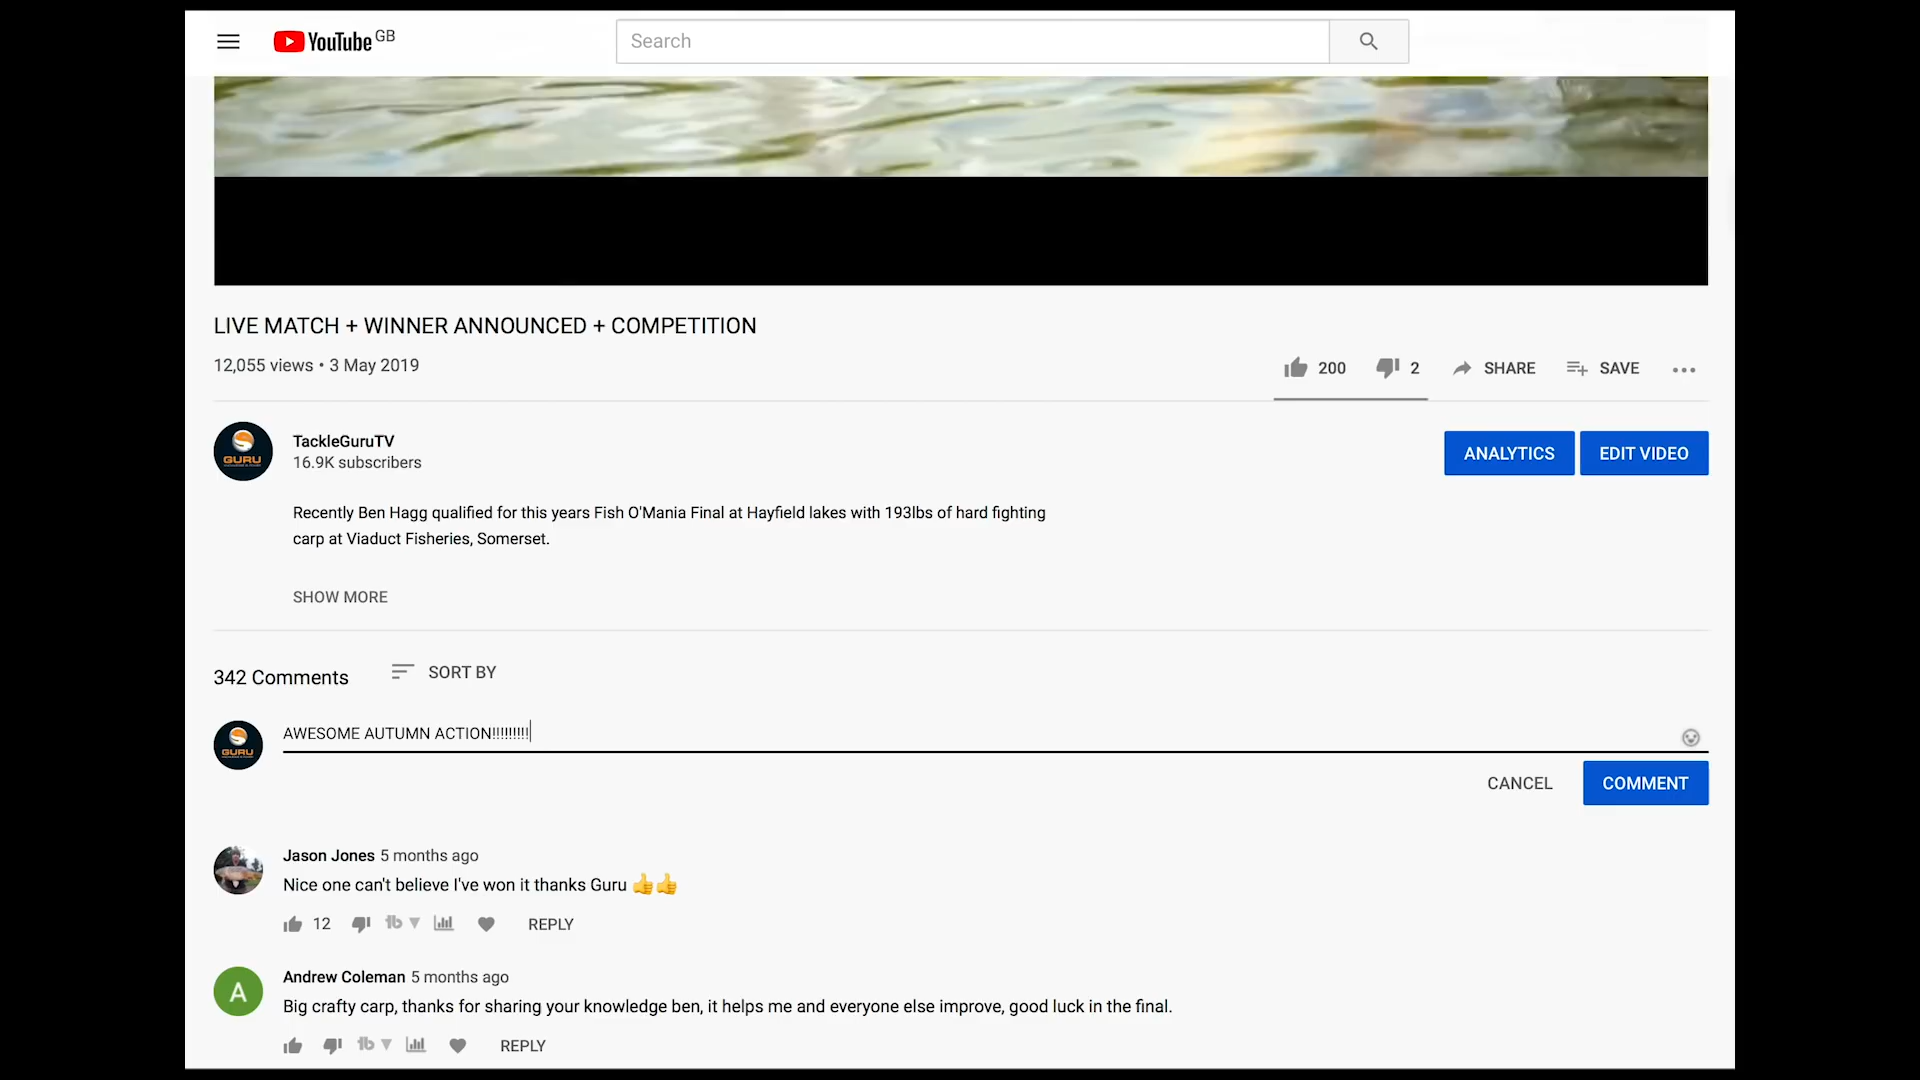 YouTube GB
Search
LIVE MATCH + WINNER ANNOUNCED + COMPETITION
12,055 views • 3 May 2019
200
2
SHARE
SAVE
TackleGuruTV
16.9K subscribers
ANALYTICS
EDIT VIDEO
Recently Ben Hagg qualified for this years Fish O'Mania Final at Hayfield lakes with 193lbs of hard fighting
carp at Viaduct Fisheries, Somerset.
SHOW MORE
342 Comments
SORT BY
GURU
AWESOME AUTUMN ACTION!!!!!!!!!
CANCEL
COMMENT
Jason Jones 5 months ago
Nice one can't believe I've won it thanks Guru 👍👍
12
REPLY
A
Andrew Coleman 5 months ago
Big crafty carp, thanks for sharing your knowledge ben, it helps me and everyone else improve, good luck in the final.
REPLY